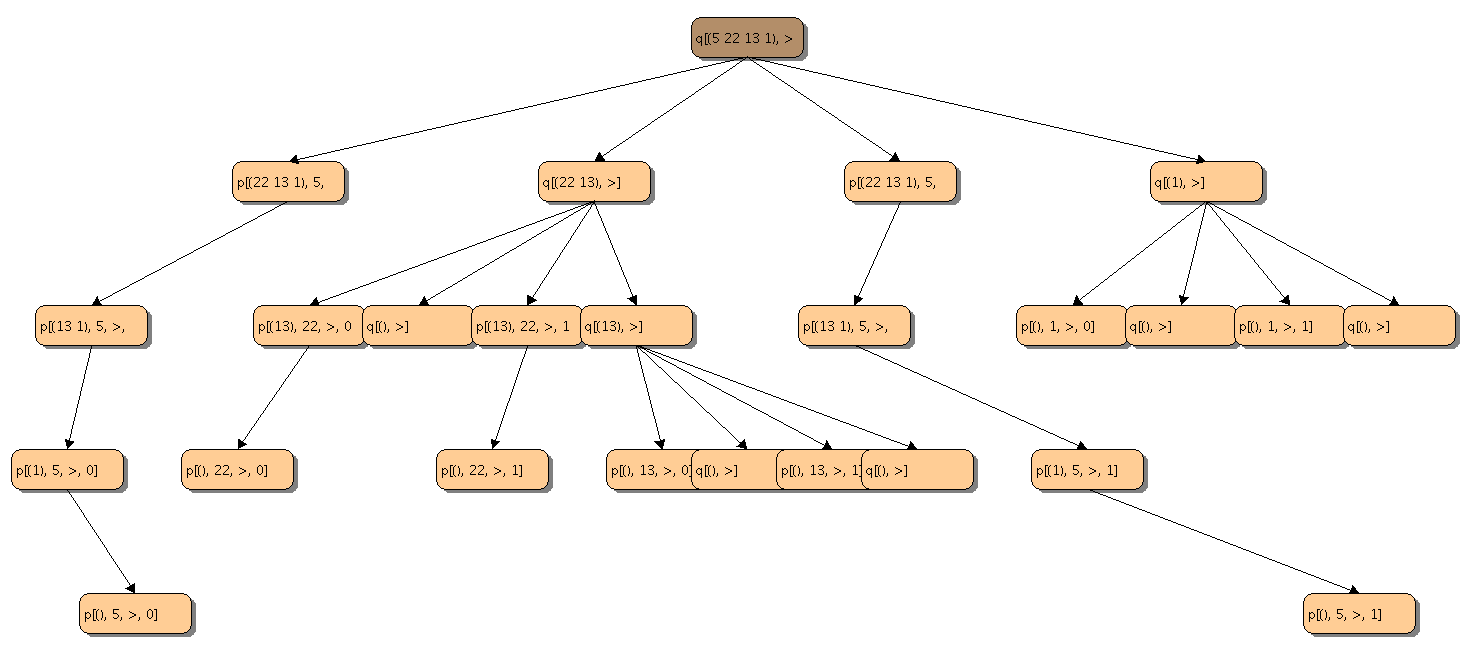 q[(5 22 13 1), >
p[(22 13 1), 5,
q[(22 13), >]
p[(22 13 1), 5,
q[(1), >]
p[(13 1), 5, >,
p[(13), 22, >, 0
q[(), >]
p[(13), 22, >, 1
q[(13), >]
p[(13 1), 5, >,
p[(), 1, >, 0]
q[(), >]
p[(), 1, >, 1]
q[(), >]
p[(1), 5, >, 0]
p[(), 22, >, 0]
p[(), 22, >, 1]
p[(), 13, >, 0]
q[(), >]
p[(), 13, >, 1]
q[(), >]
p[(1), 5, >, 1]
p[(), 5, >, 0]
p[(), 5, >, 1]